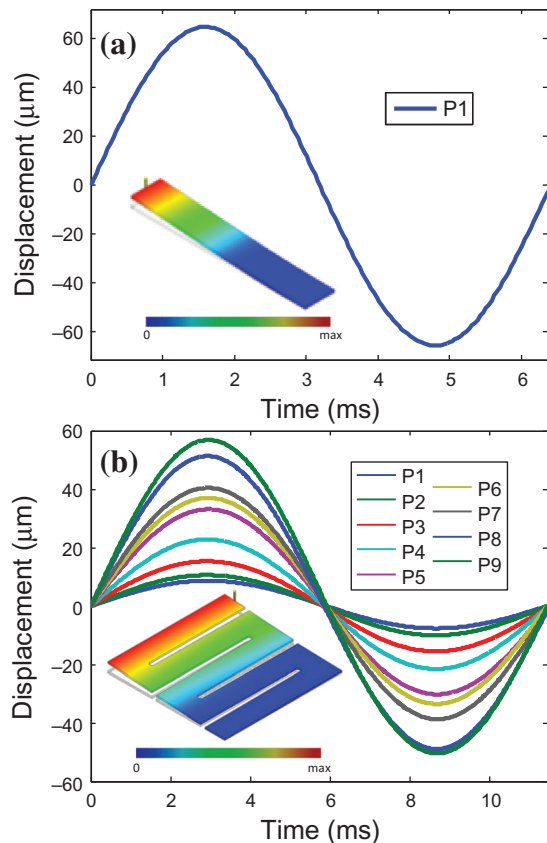 (a)
60
40
20
0
–20
–40
–60
Displacement (μm)
P1
0 max
0 1 2 3 4 5 6
Time (ms)
(b)
60
40
20
0
–20
–40
–60
Displacement (μm)
P1
P2
P3
P4
P5
P6
P7
P8
P9
0 max
0 2 4 6 8 10
Time (ms)